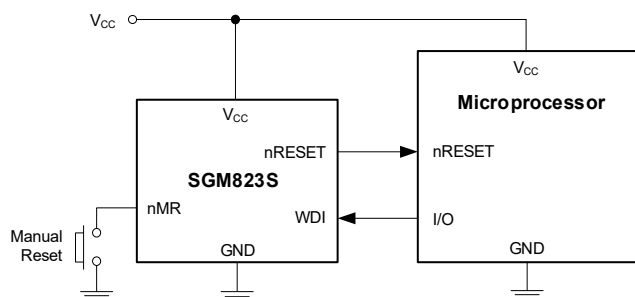 VCC
VCC
Microprocessor
VCC
nRESET
nRESET
SGM823S
nMR
WDI
I/O
Manual
Reset
GND
GND